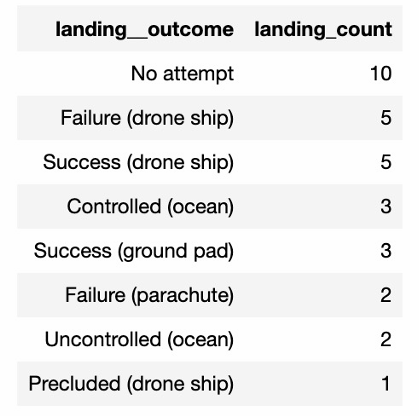 landing__outcome landing_count
No attempt 10
Failure (drone ship) 5
Success (drone ship) 5
Controlled (ocean) 3
Success (ground pad) 3
Failure (parachute) 2
Uncontrolled (ocean) 2
Precluded (drone ship) 1